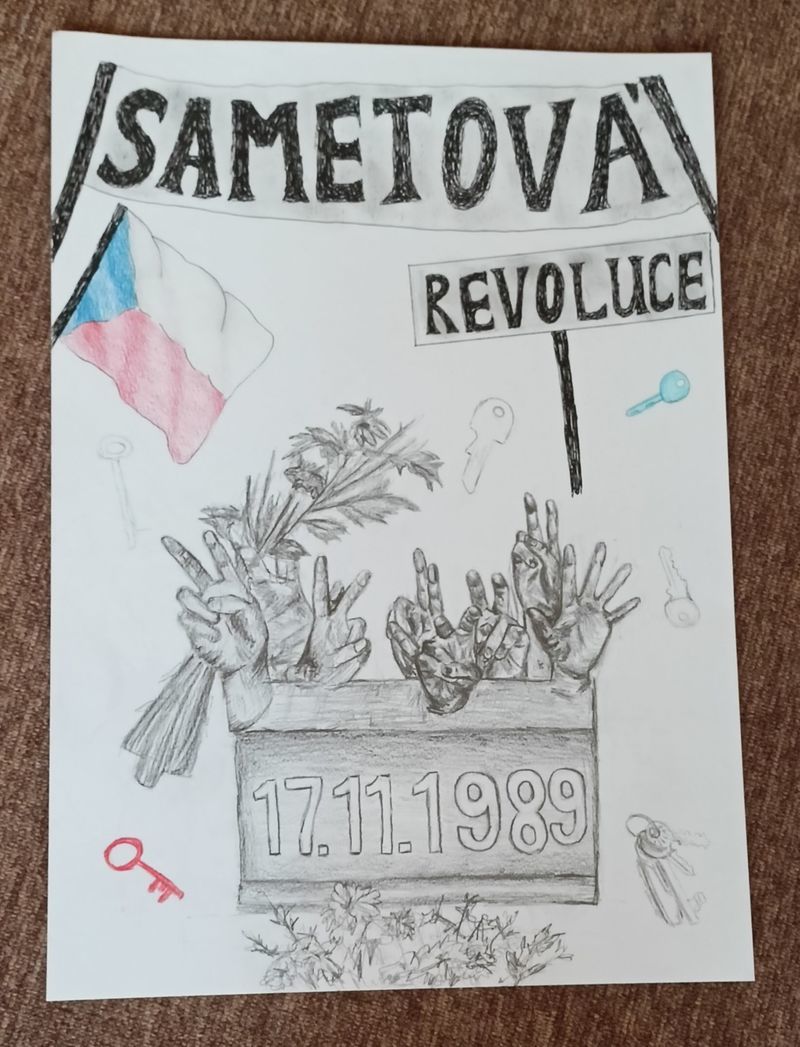 SAMETOVÁ
REVOLUCE
17.11.1989